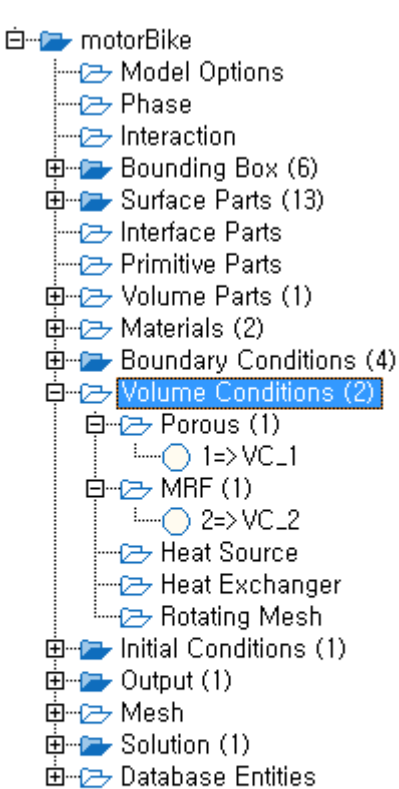 motorBike
Model Options
Phase
Interaction
Bounding Box (6)
Surface Parts (13)
Interface Parts
Primitive Parts
Volume Parts (1)
Materials (2)
Boundary Conditions (4)
Volume Conditions (2)
Porous (1)
1=>VC_1
MRF (1)
2=>VC_2
Heat Source
Heat Exchanger
Rotating Mesh
Initial Conditions (1)
Output (1)
Mesh
Solution (1)
Database Entities